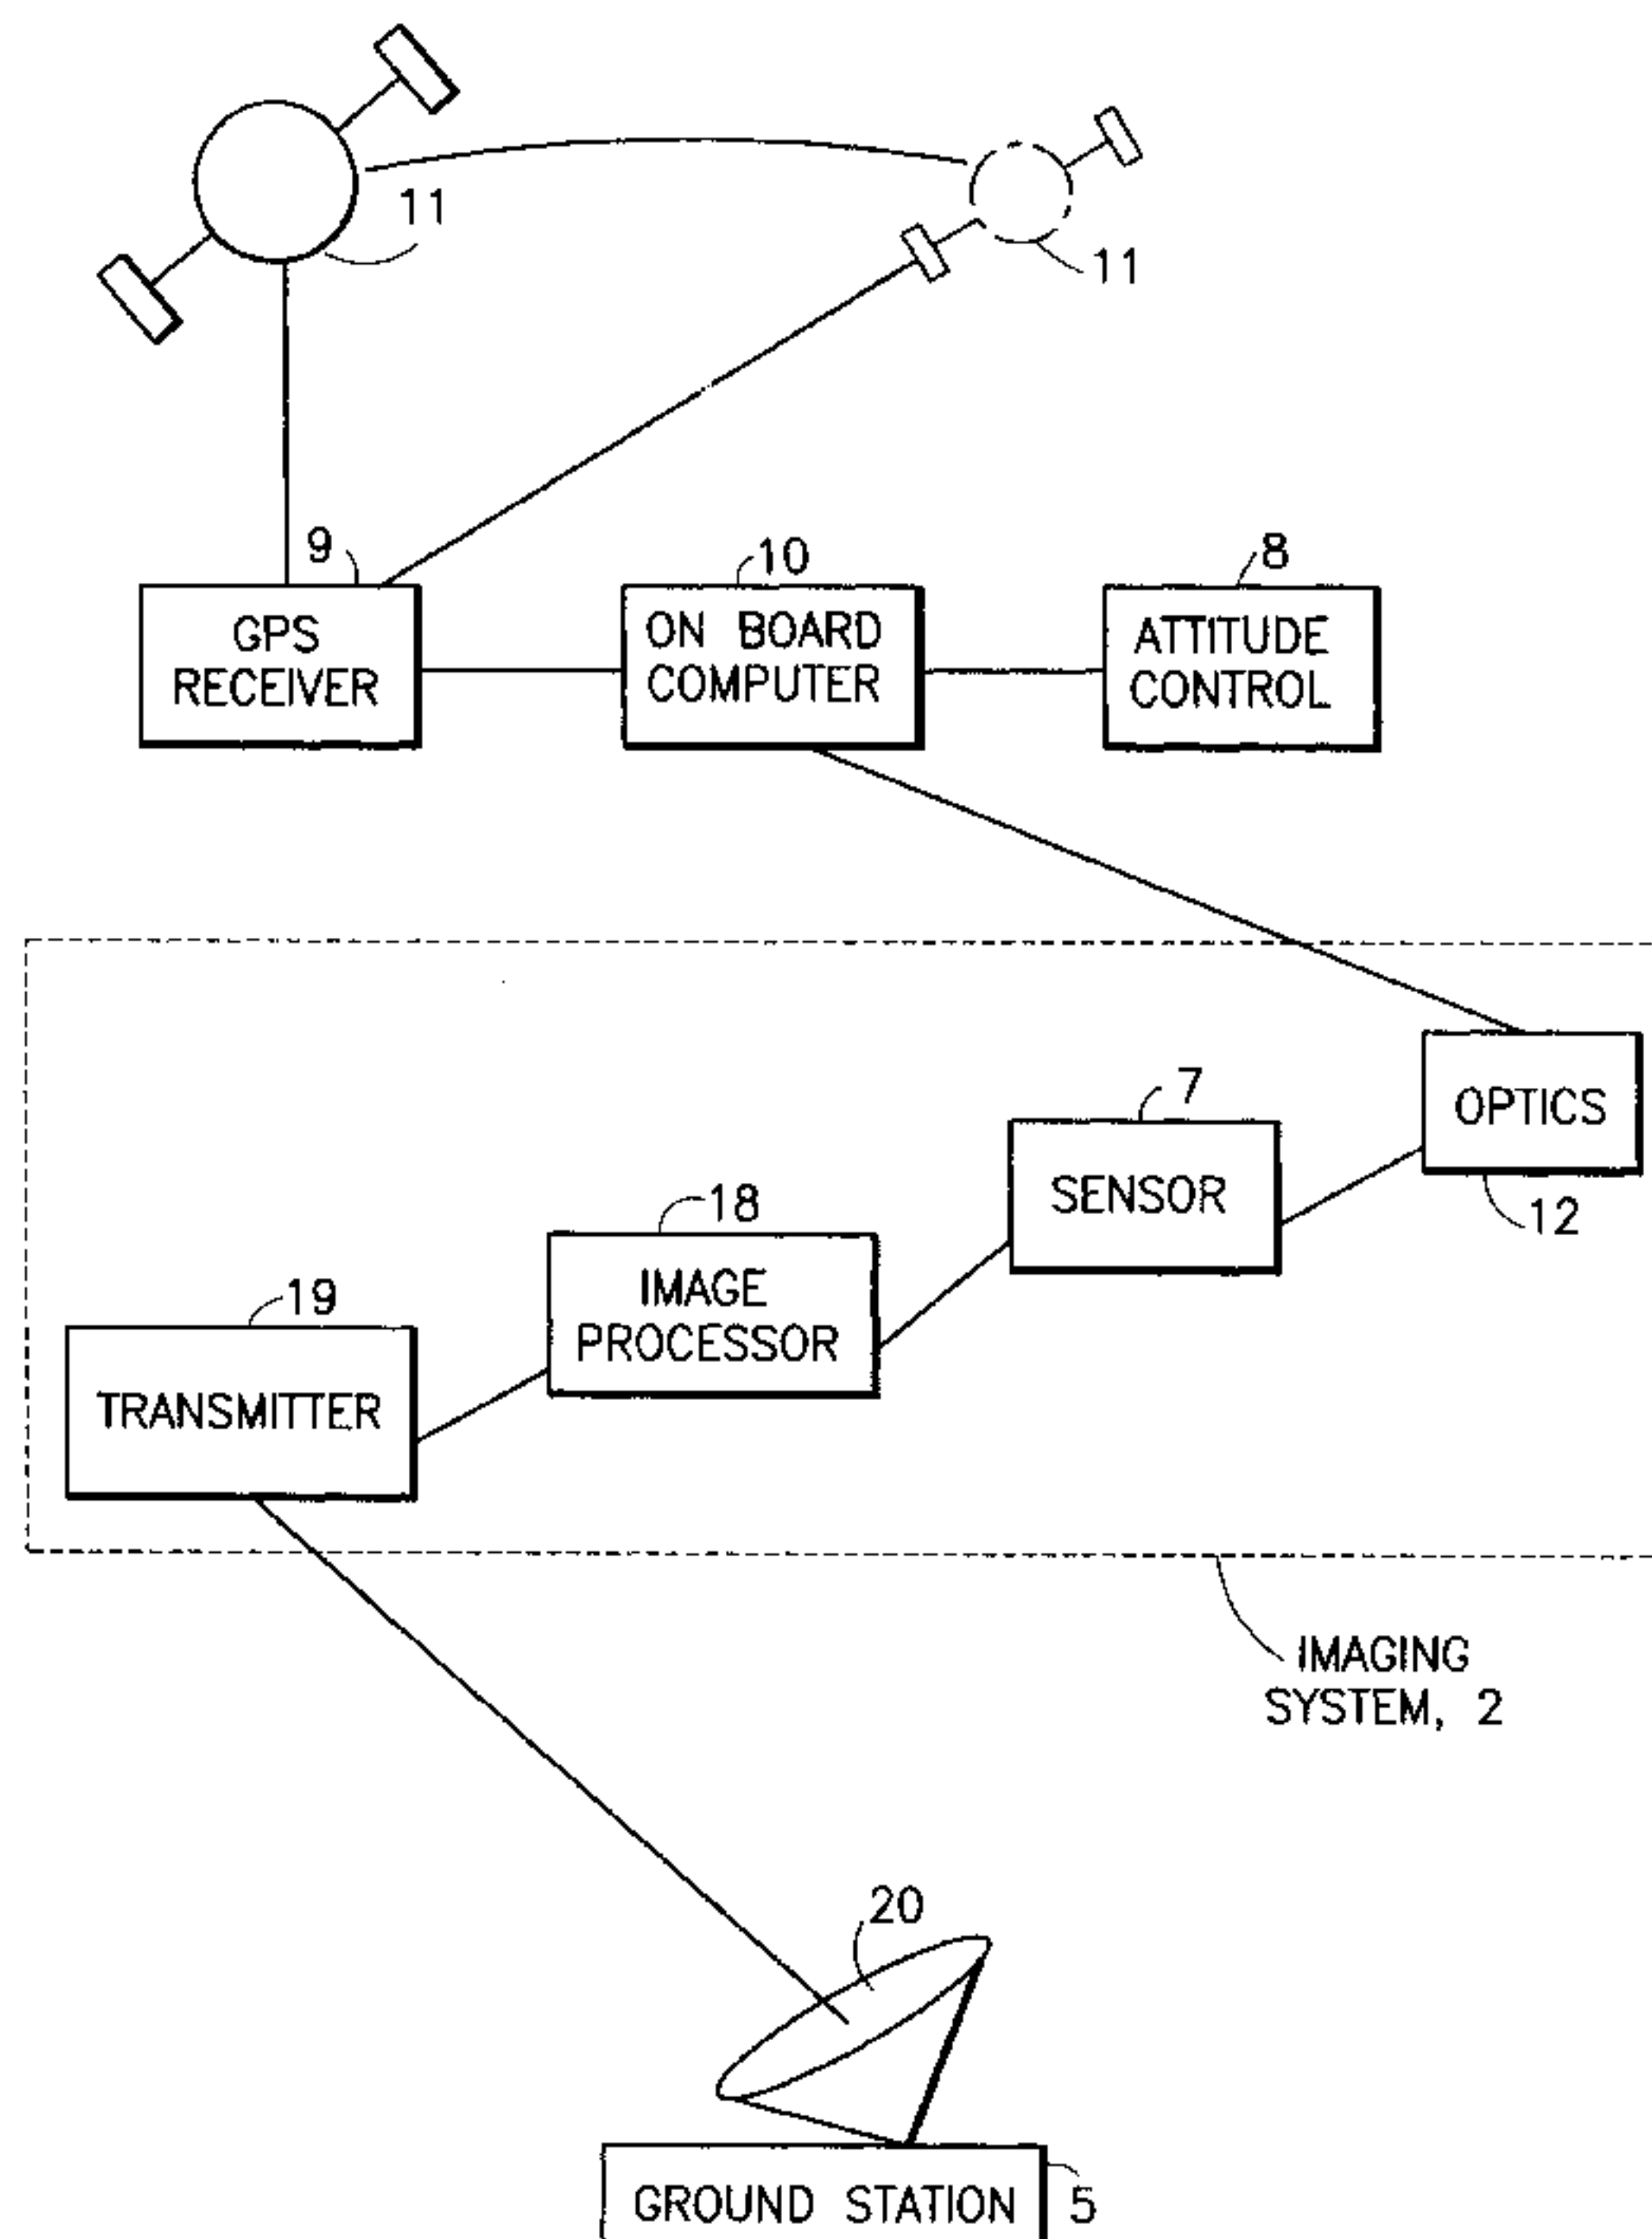 11
11
9
10
8
GPS
RECEIVER
ON BOARD
COMPUTER
ATTITUDE
CONTROL
7
OPTICS
12
SENSOR
18
IMAGE
PROCESSOR
19
TRANSMITTER
IMAGING
SYSTEM, 2
20
GROUND STATION
5